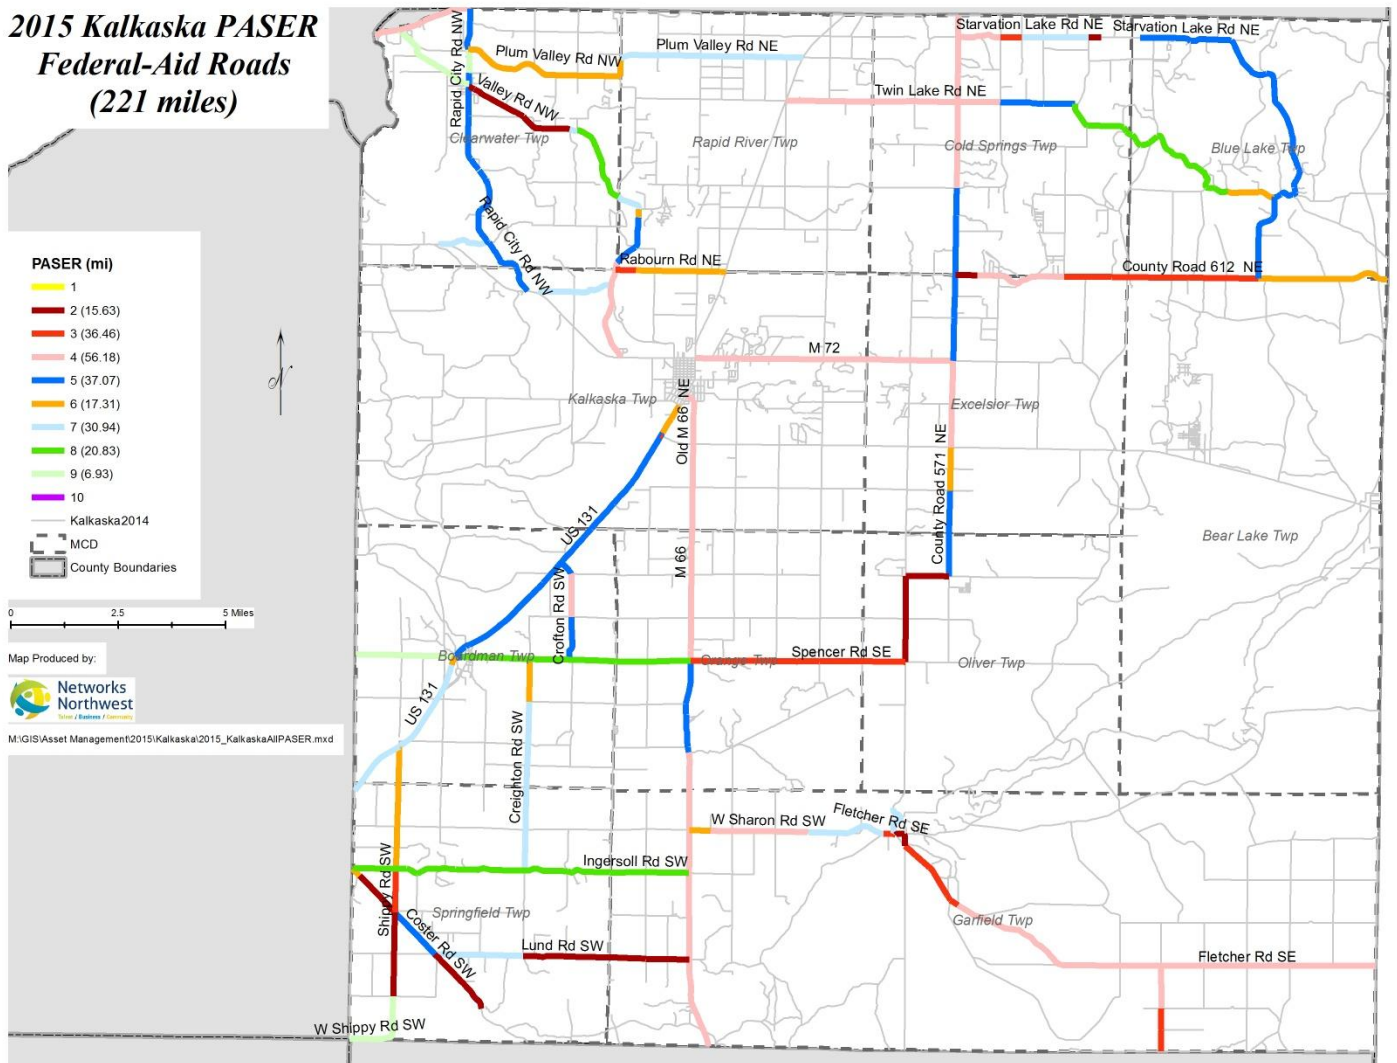 2015 Kalkaska PASER
Federal-Aid Roads
(221 miles)
PASER (mi)
1
2 (15.63)
3 (36.46)
4 (56.18)
5 (37.07)
6 (17.31)
7 (30.94)
8 (20.83)
9 (6.93)
10
Kalkaska2014
MCD
County Boundaries
N
0 2.5 5 Miles
Map Produced by:
Networks
Northwest
Talent / Business / Community
M:\GIS\Asset Management\2015\Kalkaska\2015_KalkaskaAllPASER.mxd
Rapid City Rd NW
Plum Valley Rd NW
Plum Valley Rd NE
Starvation Lake Rd NE
Starvation Lake Rd NE
Valley Rd NW
Twin Lake Rd NE
Clearwater Twp
Rapid River Twp
Cold Springs Twp
Blue Lake Twp
Rapid City Rd NW
Rabourn Rd NE
County Road 612 NE
M 72
Kalkaska Twp
Old M 66 NE
Excelsior Twp
County Road 571 NE
US 131
M 66
Bear Lake Twp
Crofton Rd SW
Boardman Twp
Orange Twp
Spencer Rd SE
Oliver Twp
US 131
Creighton Rd SW
W Sharon Rd SW
Fletcher Rd SE
Ingersoll Rd SW
Shippy Rd SW
Coster Rd SW
Springfield Twp
Garfield Twp
Lund Rd SW
Fletcher Rd SE
W Shippy Rd SW